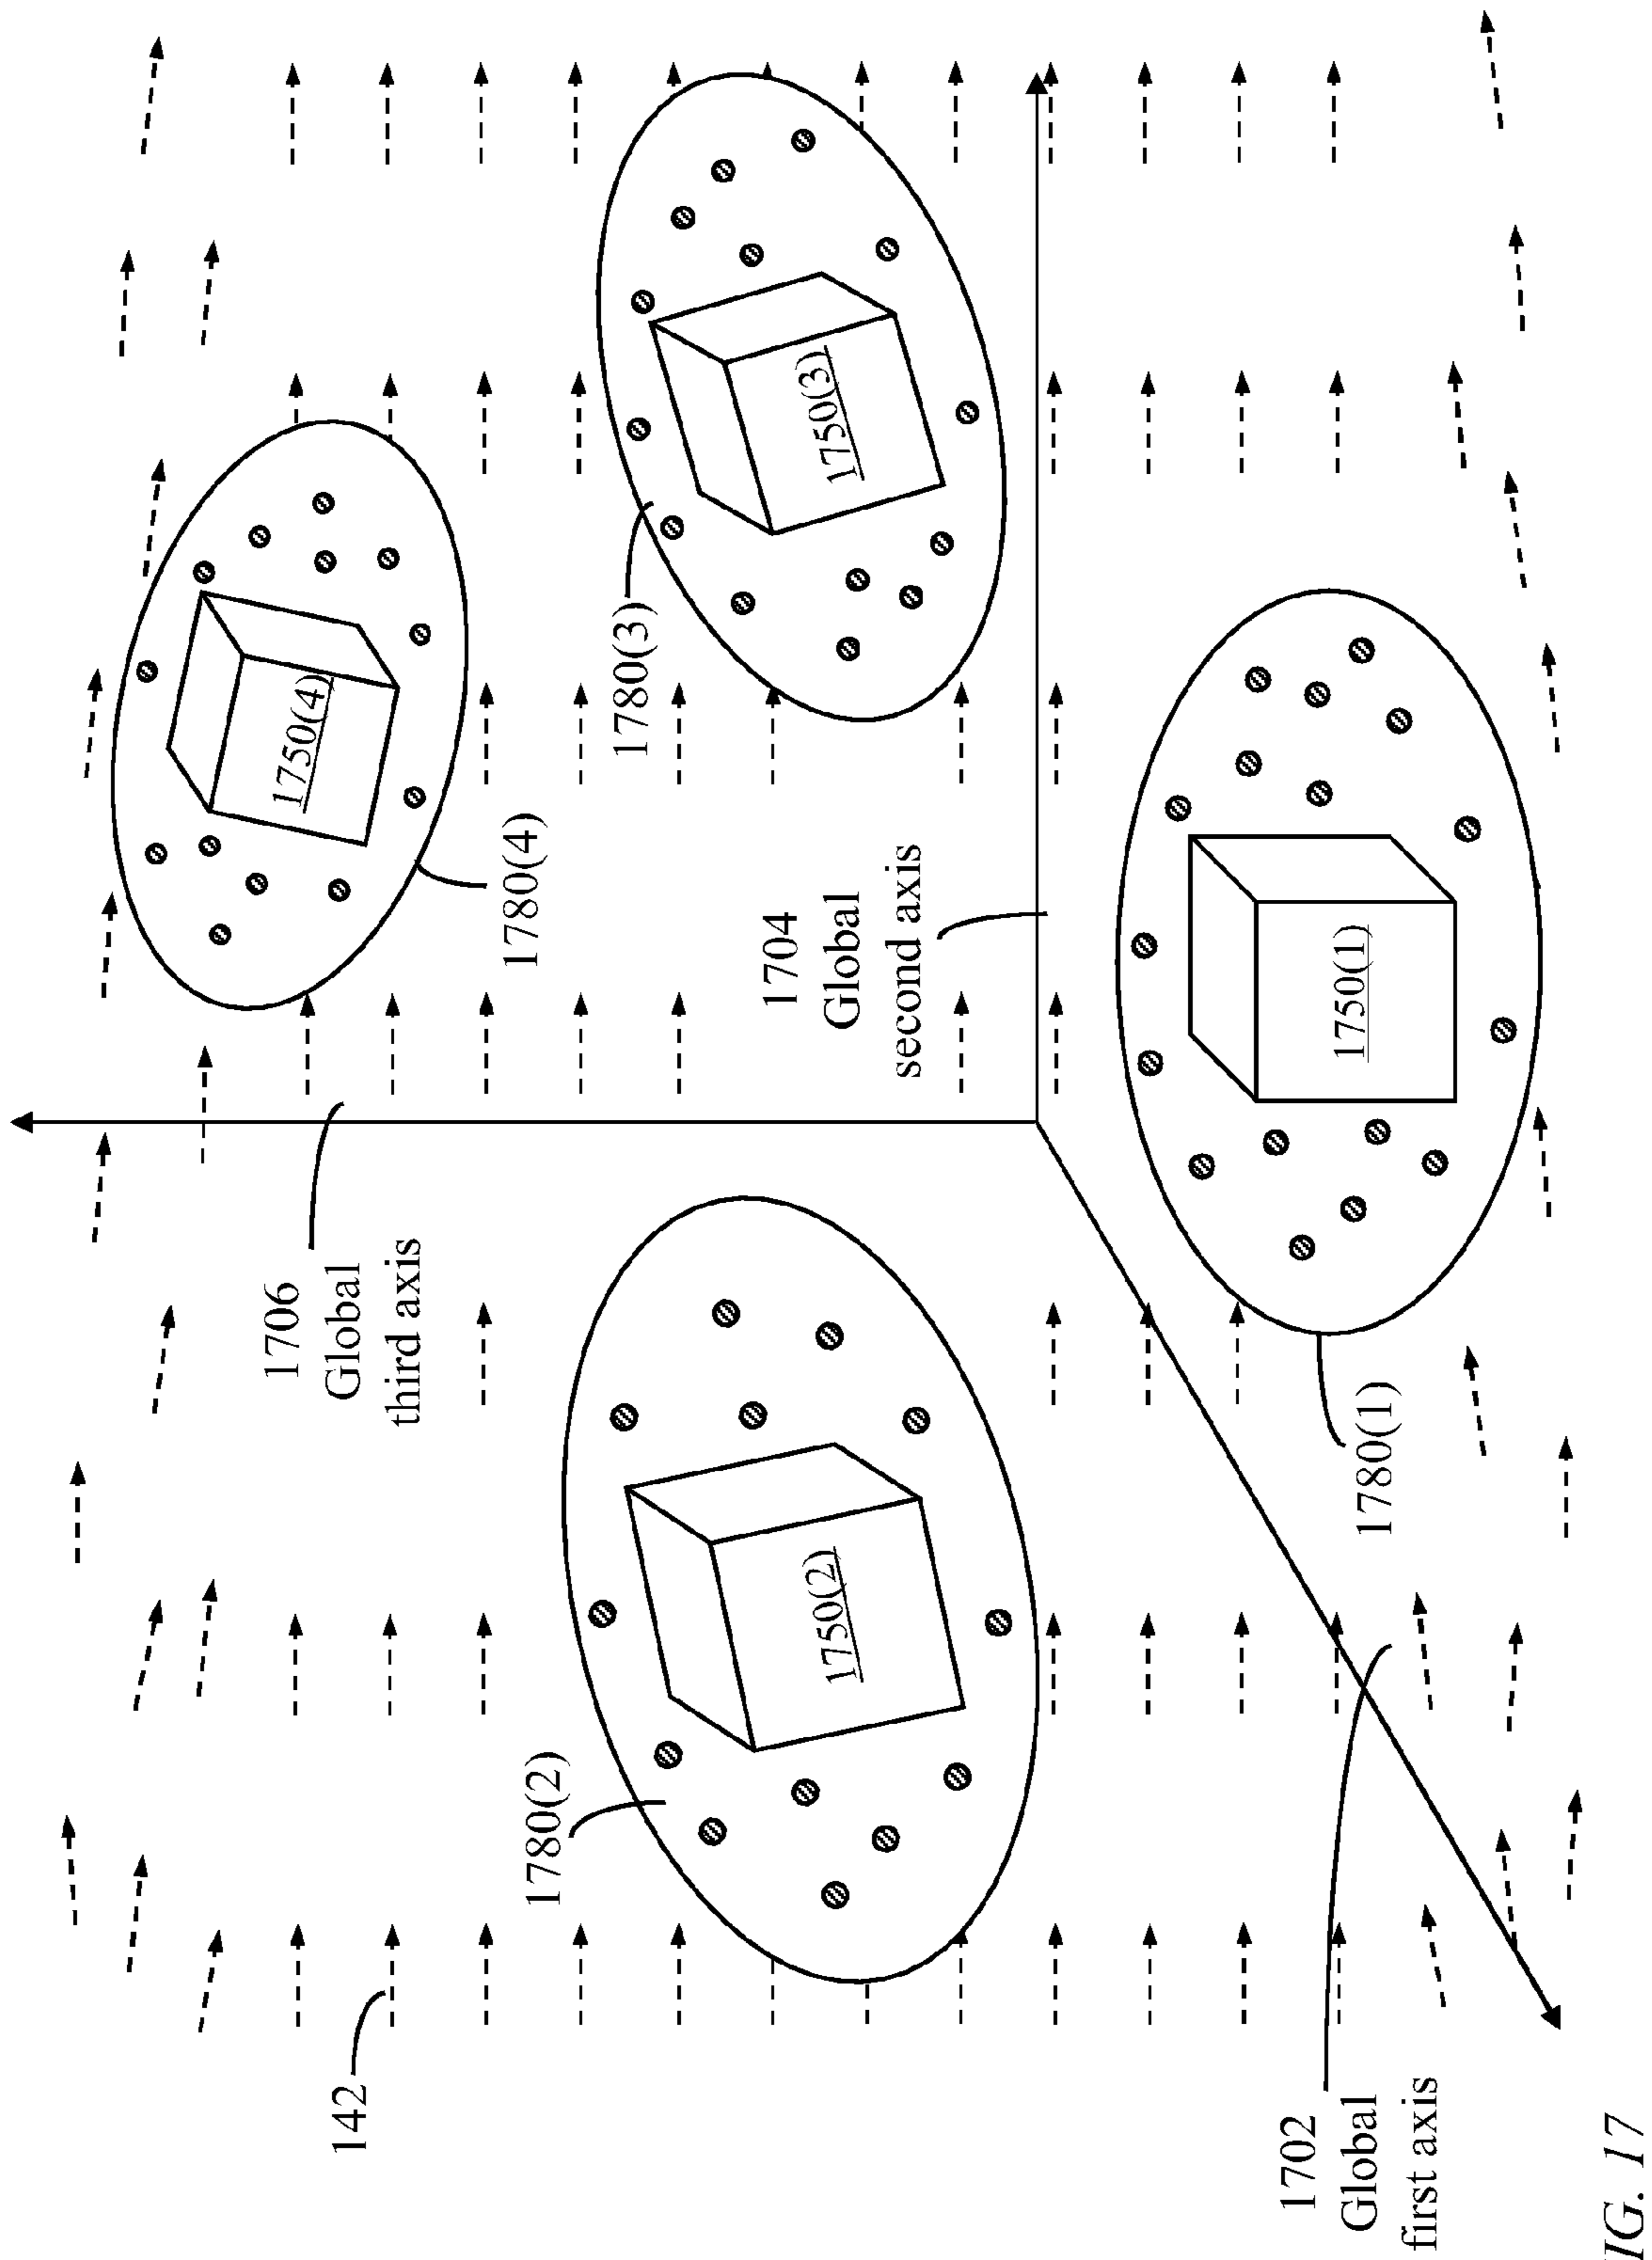 1750(4)
1706
Global
third axis
142
1780(4)
1780(2)
1780(3)
1704
Global
second axis
1750(2)
1750(3)
1702
Global
first axis
1750(1)
1780(1)
IG. 17